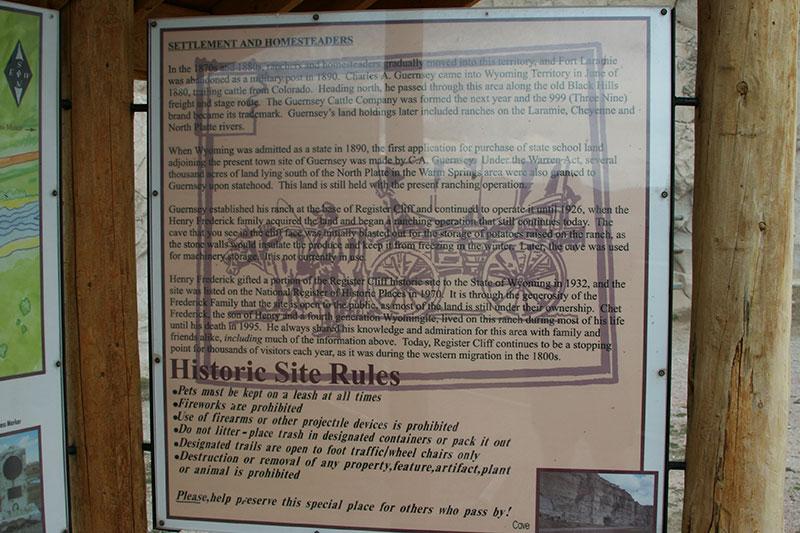 SETTLEMENT AND HOMESTEADERS
In the 1870s and 1880s ranchers and homesteaders gradually moved into this territory, and Fort Laramie
was abandoned as a military post in 1890. Charles A. Guernsey came into Wyoming Territory in June of
1880, trailing cattle from Colorado. Heading north, he passed through this area along the old Black Hills
freight and stage route. The Guernsey Cattle Company was formed the next year and the 999 (Three Nine)
brand became its trademark. Guernsey's land holdings later included ranches on the Laramie, Cheyenne and
North Platte rivers.
When Wyoming was admitted as a state in 1890, the first application for purchase of state school land
adjoining the present town site of Guernsey was made by C.A. Guernsey. Under the Warren Act, several
thousand acres of land lying south of the North Platte in the Warm Springs area were also granted to
Guernsey upon statehood. This land is still held with the present ranching operation.
Guernsey established his ranch at the base of Register Cliff and continued to operate it until 1926, when the
Henry Frederick family acquired the land and began a ranching operation that still continues today. The
cave that you see in the cliff face was initially blasted out for the storage of potatoes raised on the ranch, as
the stone walls would insulate the produce and keep it from freezing in the winter. Later, the cave was used
for machinery storage. It is not currently in use.
Henry Frederick gifted a portion of the Register Cliff historic site to the State of Wyoming in 1932, and the
site was listed on the National Register of Historic Places in 1970. It is through the generosity of the
Frederick Family that the site is open to the public, as most of the land is still under their ownership. Chet
Frederick, the son of Henry and a fourth generation Wyomingite, lived on this ranch during most of his life
until his death in 1995. He always shared his knowledge and admiration for this area with family and
friends alike, including much of the information above. Today, Register Cliff continues to be a stopping
point for thousands of visitors each year, as it was during the western migration in the 1800s.
Historic Site Rules
•Pets must be kept on a leash at all times
•Fireworks are prohibited
•Use of firearms or other projectile devices is prohibited
•Do not litter-place trash in designated containers or pack it out
•Designated trails are open to foot traffic/wheel chairs only
•Destruction or removal of any property,feature,artifact,plant
or animal is prohibited
Please,help preserve this special place for others who pass by!
Cave
S
E
W
Marker